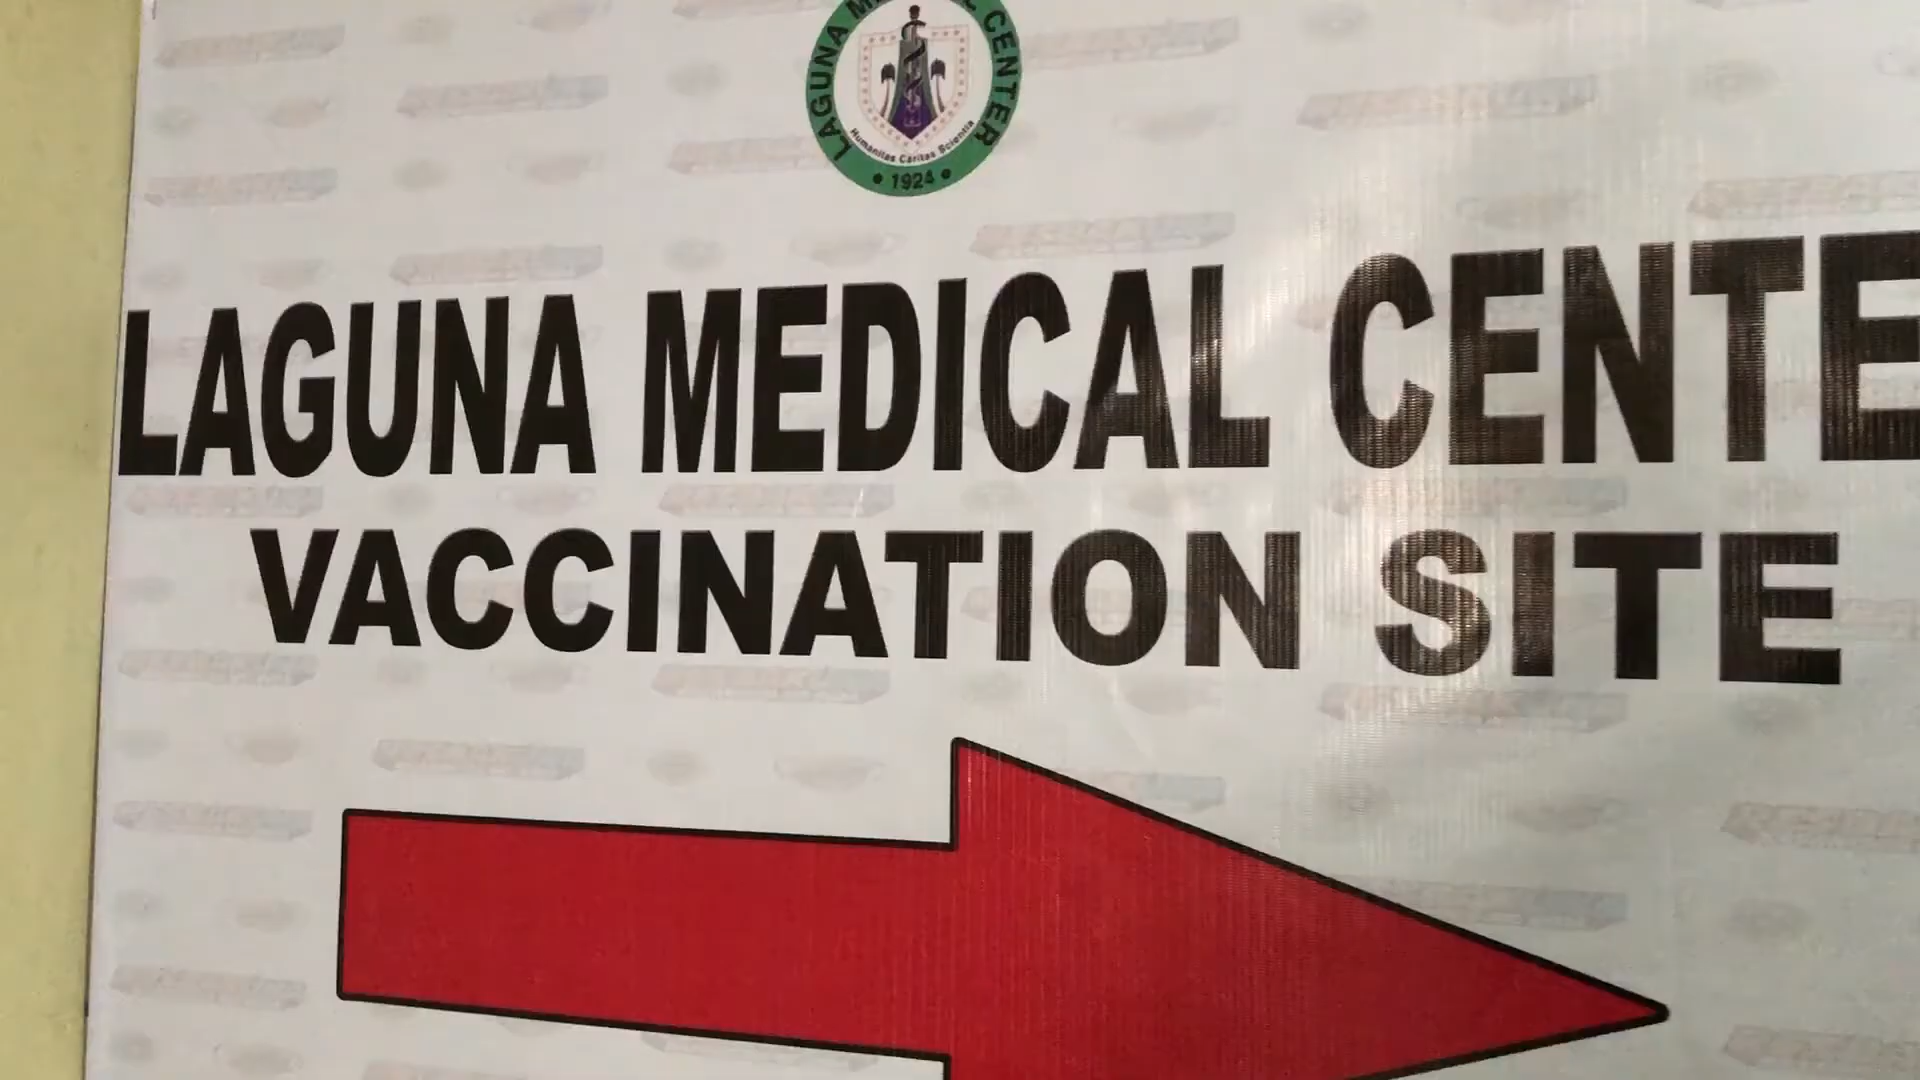 LAGUNA MEDICAL CENTER
Humanitas Caritas Scientia
• 1924 •
LAGUNA MEDICAL CENTE
VACCINATION SITE